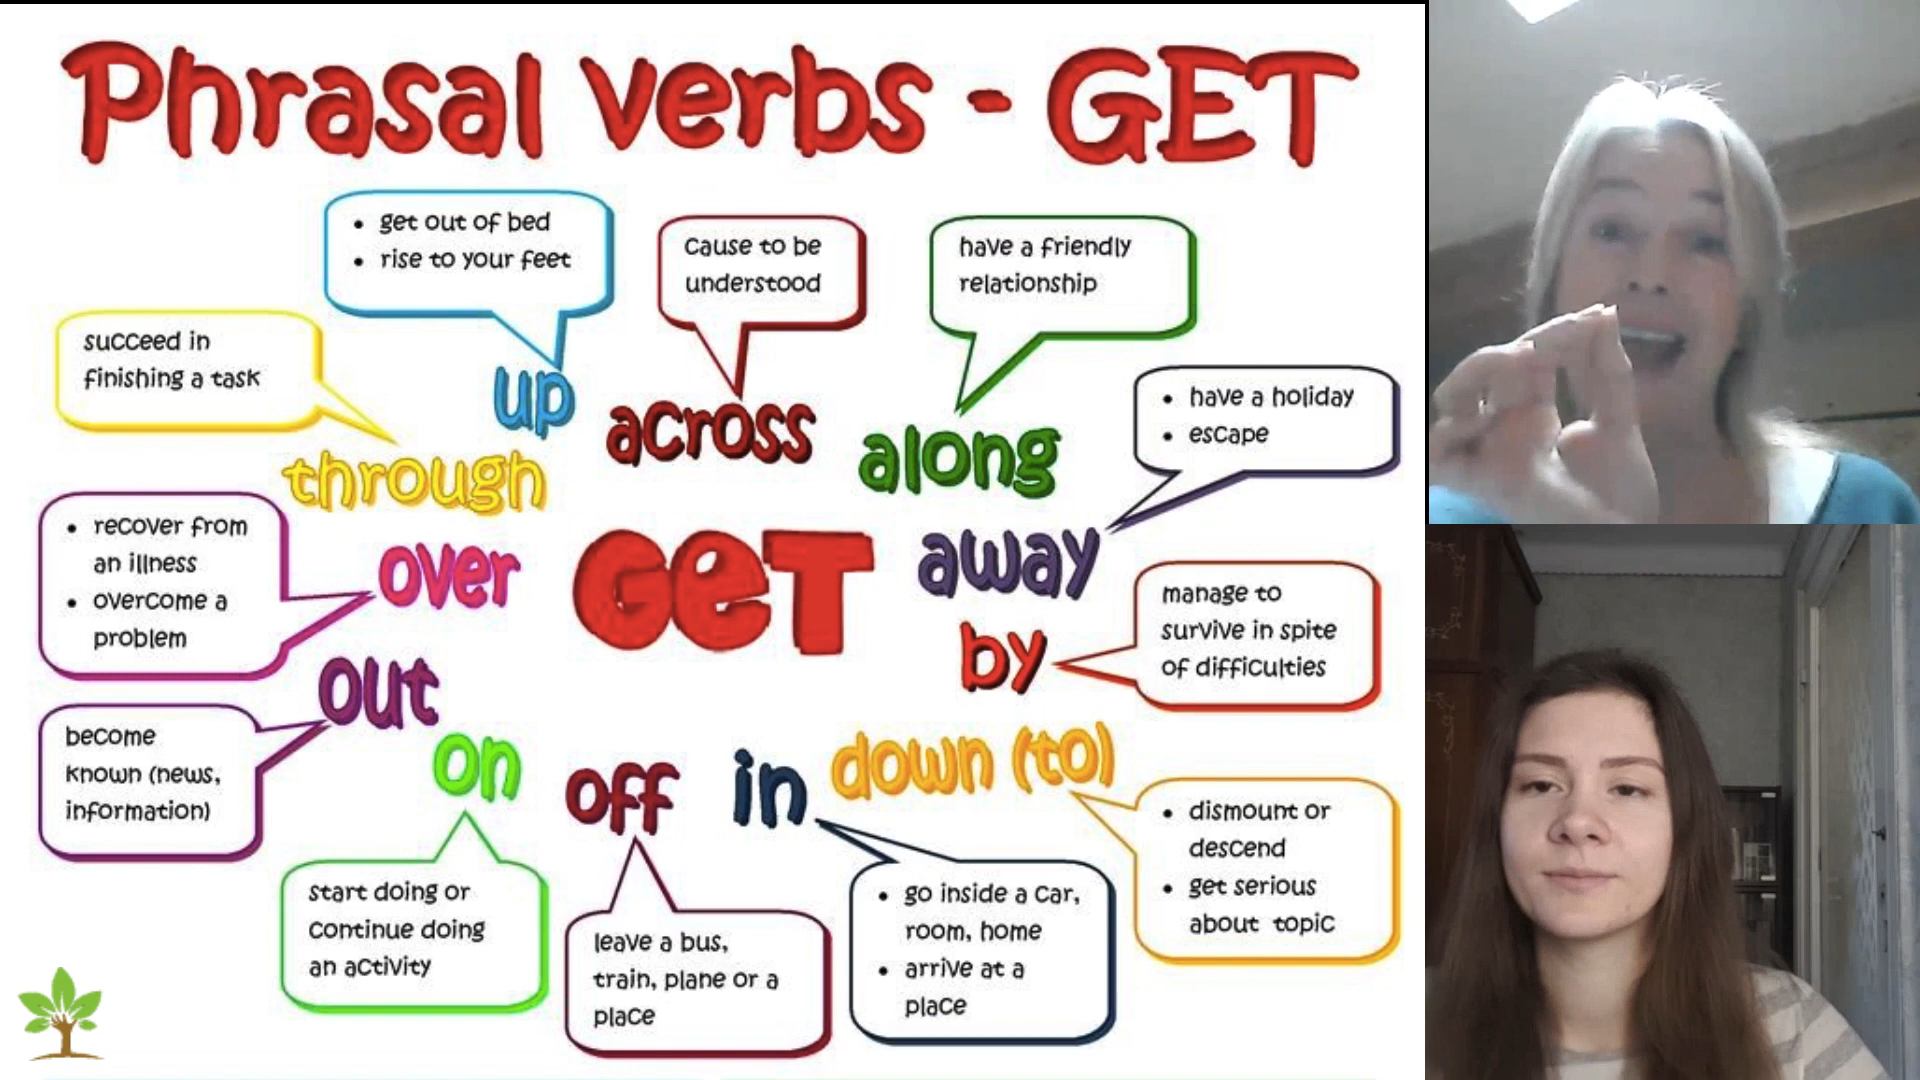 Phrasal verbs - GET
• get out of bed
• rise to your feet
up
cause to be
understood
across
have a friendly
relationship
along
• have a holiday
• escape
away
manage to
survive in spite
of difficulties
by
down (to)
• dismount or
descend
• get serious
about topic
in
• go inside a car,
room, home
• arrive at a
place
off
leave a bus,
train, plane or a
place
on
start doing or
continue doing
an activity
out
become
known (news,
information)
over
• recover from
an illness
• overcome a
problem
through
succeed in
finishing a task
GeT